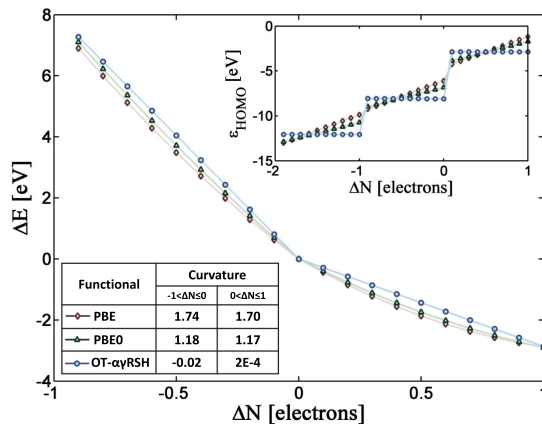 8
6
4
2
0
-2
-4
ΔE [eV]
-1
-0.5
0
0.5
1
ΔN [electrons]
0
-5
-10
-15
ε_HOMO [eV]
-2
-1
0
1
ΔN [electrons]
Functional
Curvature
-1<ΔN≤0 0<ΔN≤1
PBE 1.74 1.70
PBE0 1.18 1.17
OT-αγRSH -0.02 2E-4